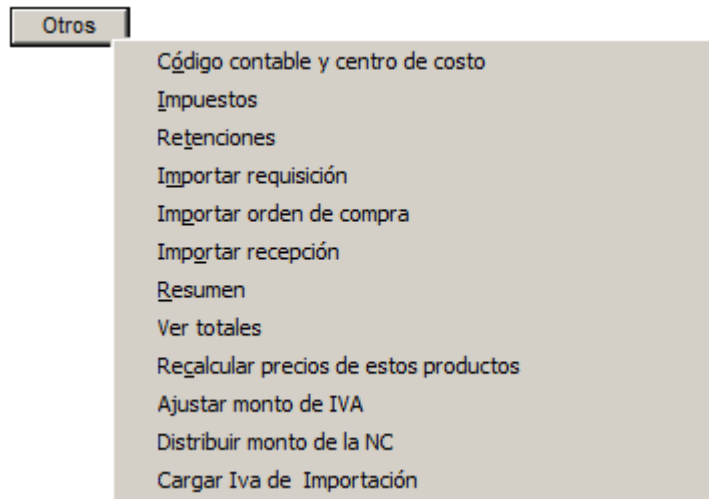 Otros
Código contable y centro de costo
Impuestos
Retenciones
Importar requisición
Importar orden de compra
Importar recepción
Resumen
Ver totales
Recalcular precios de estos productos
Ajustar monto de IVA
Distribuir monto de la NC
Cargar Iva de  Importación